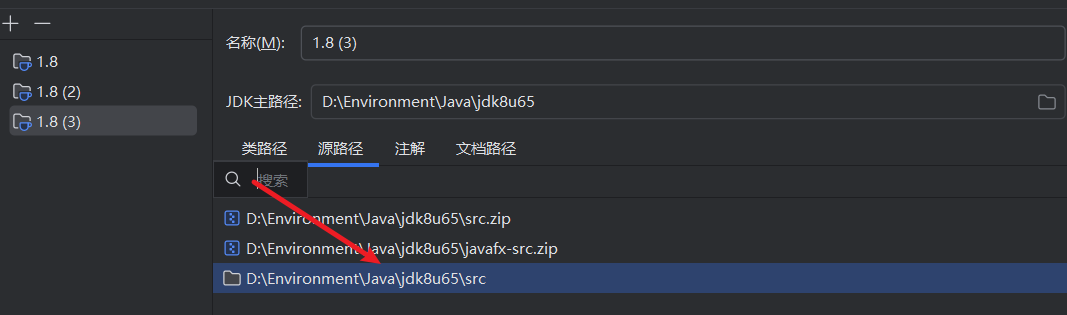 1.8
1.8 (2)
1.8 (3)
名称(M): 1.8 (3)
JDK主路径: D:\Environment\Java\jdk8u65
类路径 源路径 注解 文档路径
搜索
D:\Environment\Java\jdk8u65\src.zip
D:\Environment\Java\jdk8u65\javafx-src.zip
D:\Environment\Java\jdk8u65\src